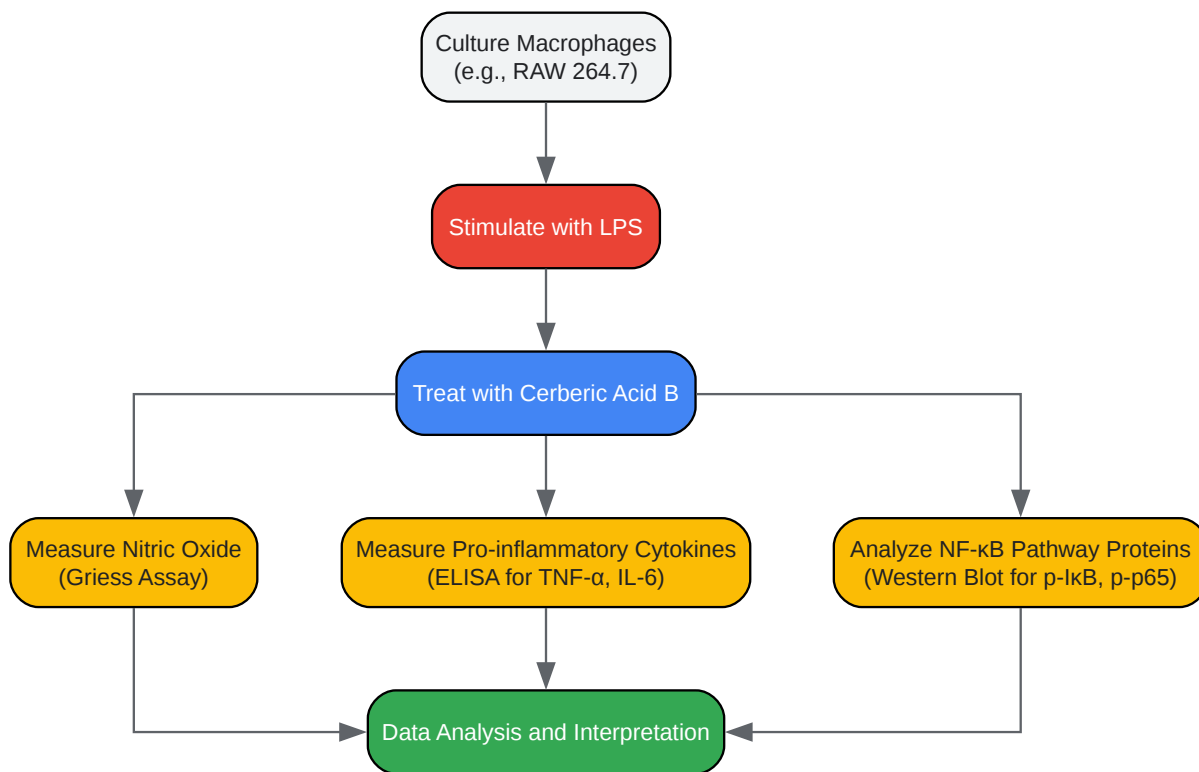 Culture Macrophages
(e.g., RAW 264.7)
Stimulate with LPS
Treat with Cerberic Acid B
Measure Nitric Oxide
(Griess Assay)
Measure Pro-inflammatory Cytokines
(ELISA for TNF-α, IL-6)
Analyze NF-κB Pathway Proteins
(Western Blot for p-IκB, p-p65)
Data Analysis and Interpretation